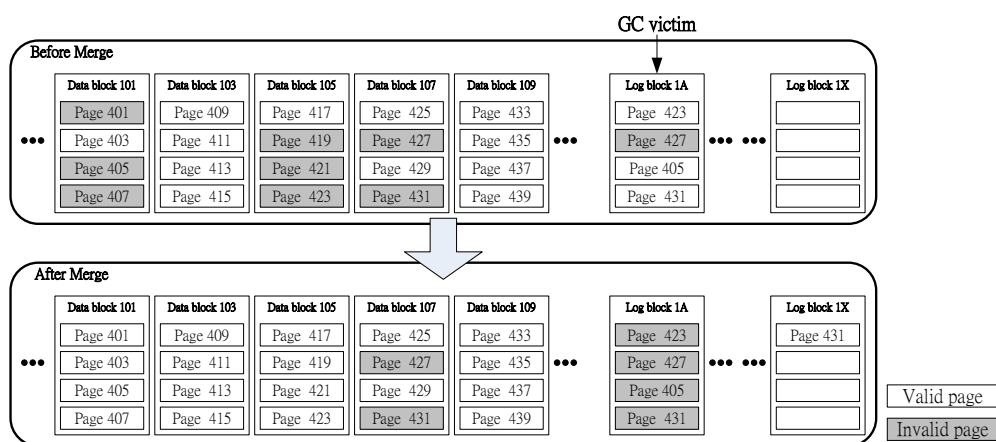 GC victim
Before Merge
Data block 101 Data block 103 Data block 105 Data block 107 Data block 109 Log block 1A Log block 1X
Page 401 Page 409 Page 417 Page 425 Page 433 Page 423
Page 403 Page 411 Page 419 Page 427 Page 435 Page 427
Page 405 Page 413 Page 421 Page 429 Page 437 Page 405
Page 407 Page 415 Page 423 Page 431 Page 439 Page 431
After Merge
Data block 101 Data block 103 Data block 105 Data block 107 Data block 109 Log block 1A Log block 1X
Page 401 Page 409 Page 417 Page 425 Page 433 Page 423 Page 431
Page 403 Page 411 Page 419 Page 427 Page 435 Page 427
Page 405 Page 413 Page 421 Page 429 Page 437 Page 405
Page 407 Page 415 Page 423 Page 431 Page 439 Page 431
Valid page
Invalid page